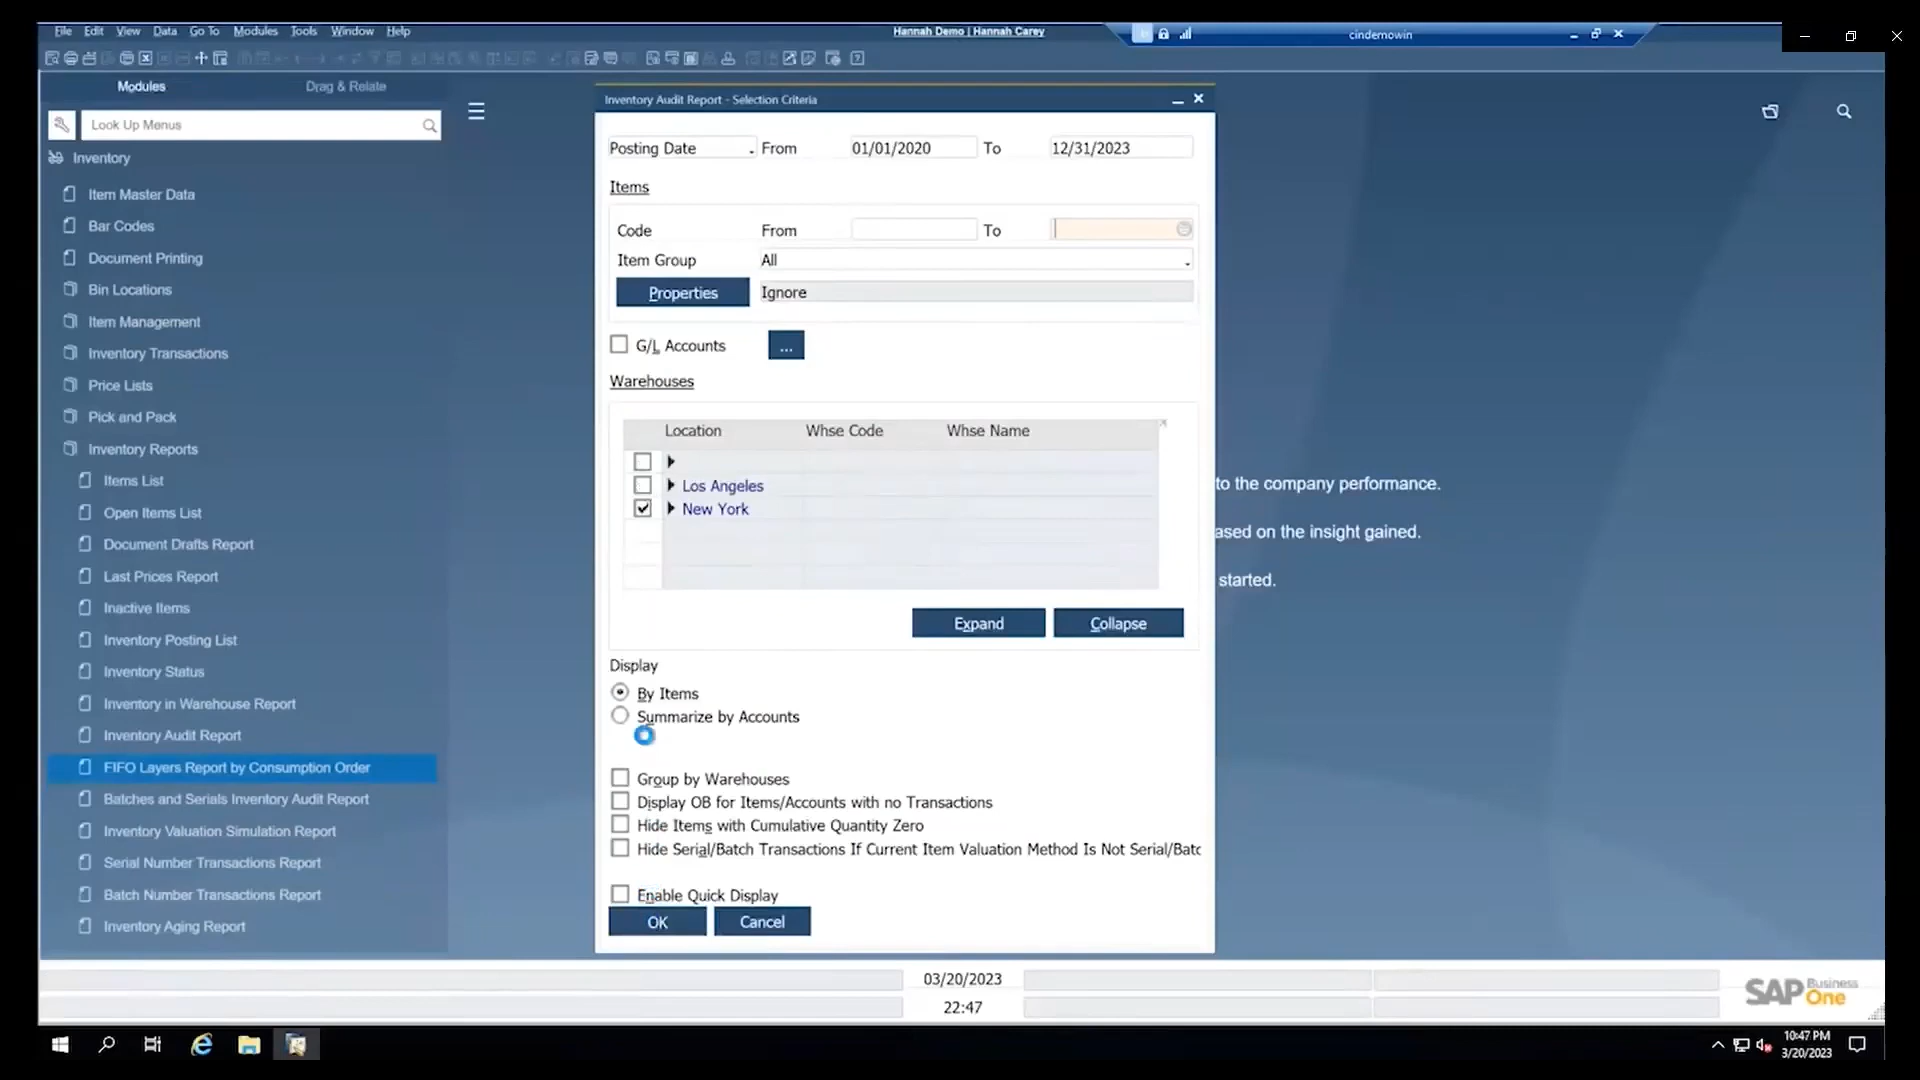 File Edit View Data Go To Modules Tools Window Help
Hannah Demo | Hannah Carey
cindemowin
Modules Drag & Relate
Look Up Menus
Inventory
Item Master Data
Bar Codes
Document Printing
Bin Locations
Item Management
Inventory Transactions
Price Lists
Pick and Pack
Inventory Reports
Items List
Open Items List
Document Drafts Report
Last Prices Report
Inactive Items
Inventory Posting List
Inventory Status
Inventory in Warehouse Report
Inventory Audit Report
FIFO Layers Report by Consumption Order
Batches and Serials Inventory Audit Report
Inventory Valuation Simulation Report
Serial Number Transactions Report
Batch Number Transactions Report
Inventory Aging Report
Inventory Audit Report - Selection Criteria
Posting Date From 01/01/2020 To 12/31/2023
Items
Code From To
Item Group All
Properties Ignore
G/L Accounts ...
Warehouses
Location Whse Code Whse Name
Los Angeles
New York
Expand Collapse
Display
By Items
Summarize by Accounts
Group by Warehouses
Display OB for Items/Accounts with no Transactions
Hide Items with Cumulative Quantity Zero
Hide Serial/Batch Transactions If Current Item Valuation Method Is Not Serial/Batc
Enable Quick Display
OK Cancel
to the company performance.
ased on the insight gained.
started.
03/20/2023
22:47
SAP Business One
10:47 PM
3/20/2023